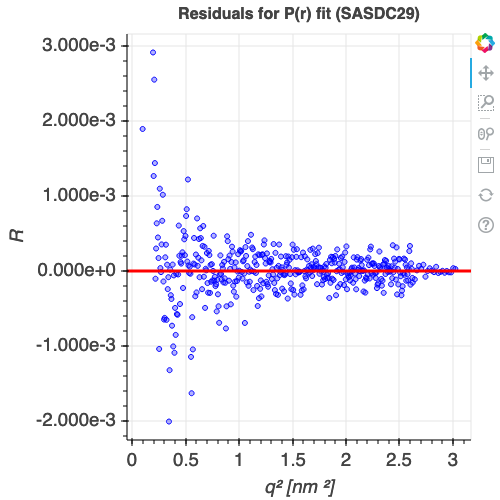 Residuals for P(r) fit (SASDC29)
3.000e-3
2.000e-3
1.000e-3
0.000e+0
-1.000e-3
-2.000e-3
R
0 0.5 1 1.5 2 2.5 3
q² [nm ²]